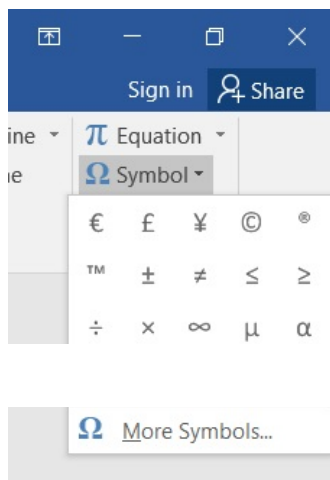 Sign in Share
ine π Equation
ne Ω Symbol
€ £ ¥ © ®
™ ± ≠ ≤ ≥
÷ × ∞ µ α
Ω More Symbols...